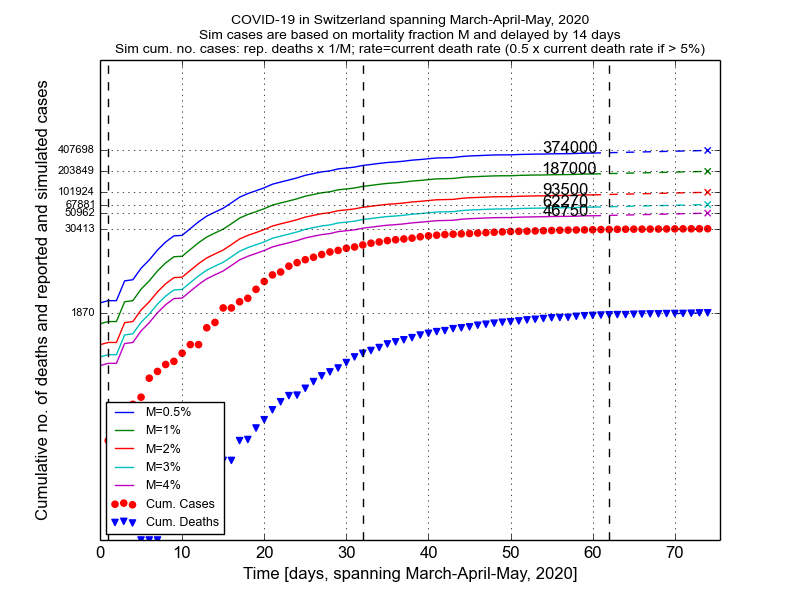 COVID-19 in Switzerland spanning March-April-May, 2020
Sim cases are based on mortality fraction M and delayed by 14 days
Sim cum. no. cases: rep. deaths x 1/M; rate=current death rate (0.5 x current death rate if > 5%)
Cumulative no. of deaths and reported and simulated cases
407698
203849
101924
67881
50962
30413
1870
374000
187000
93500
62270
46750
M=0.5%
M=1%
M=2%
M=3%
M=4%
Cum. Cases
Cum. Deaths
0 10 20 30 40 50 60 70
Time [days, spanning March-April-May, 2020]